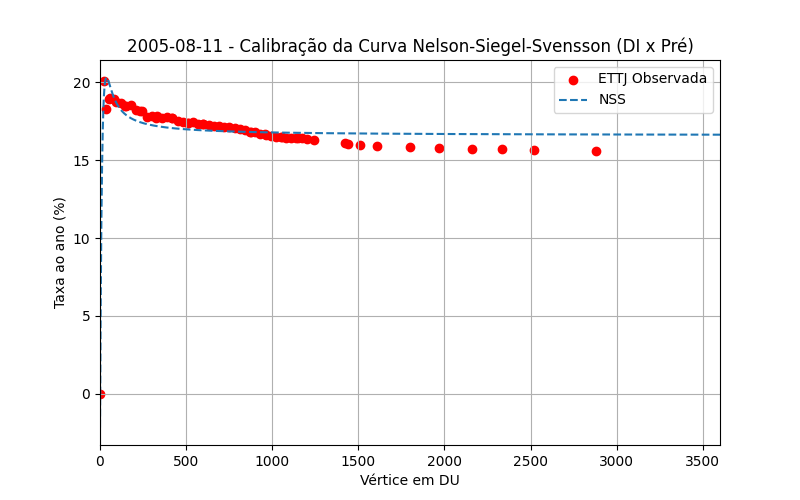 2005-08-11 - Calibração da Curva Nelson-Siegel-Svensson (DI x Pré)
ETTJ Observada
NSS
Taxa ao ano (%)
20
15
10
5
0
0 500 1000 1500 2000 2500 3000 3500
Vértice em DU